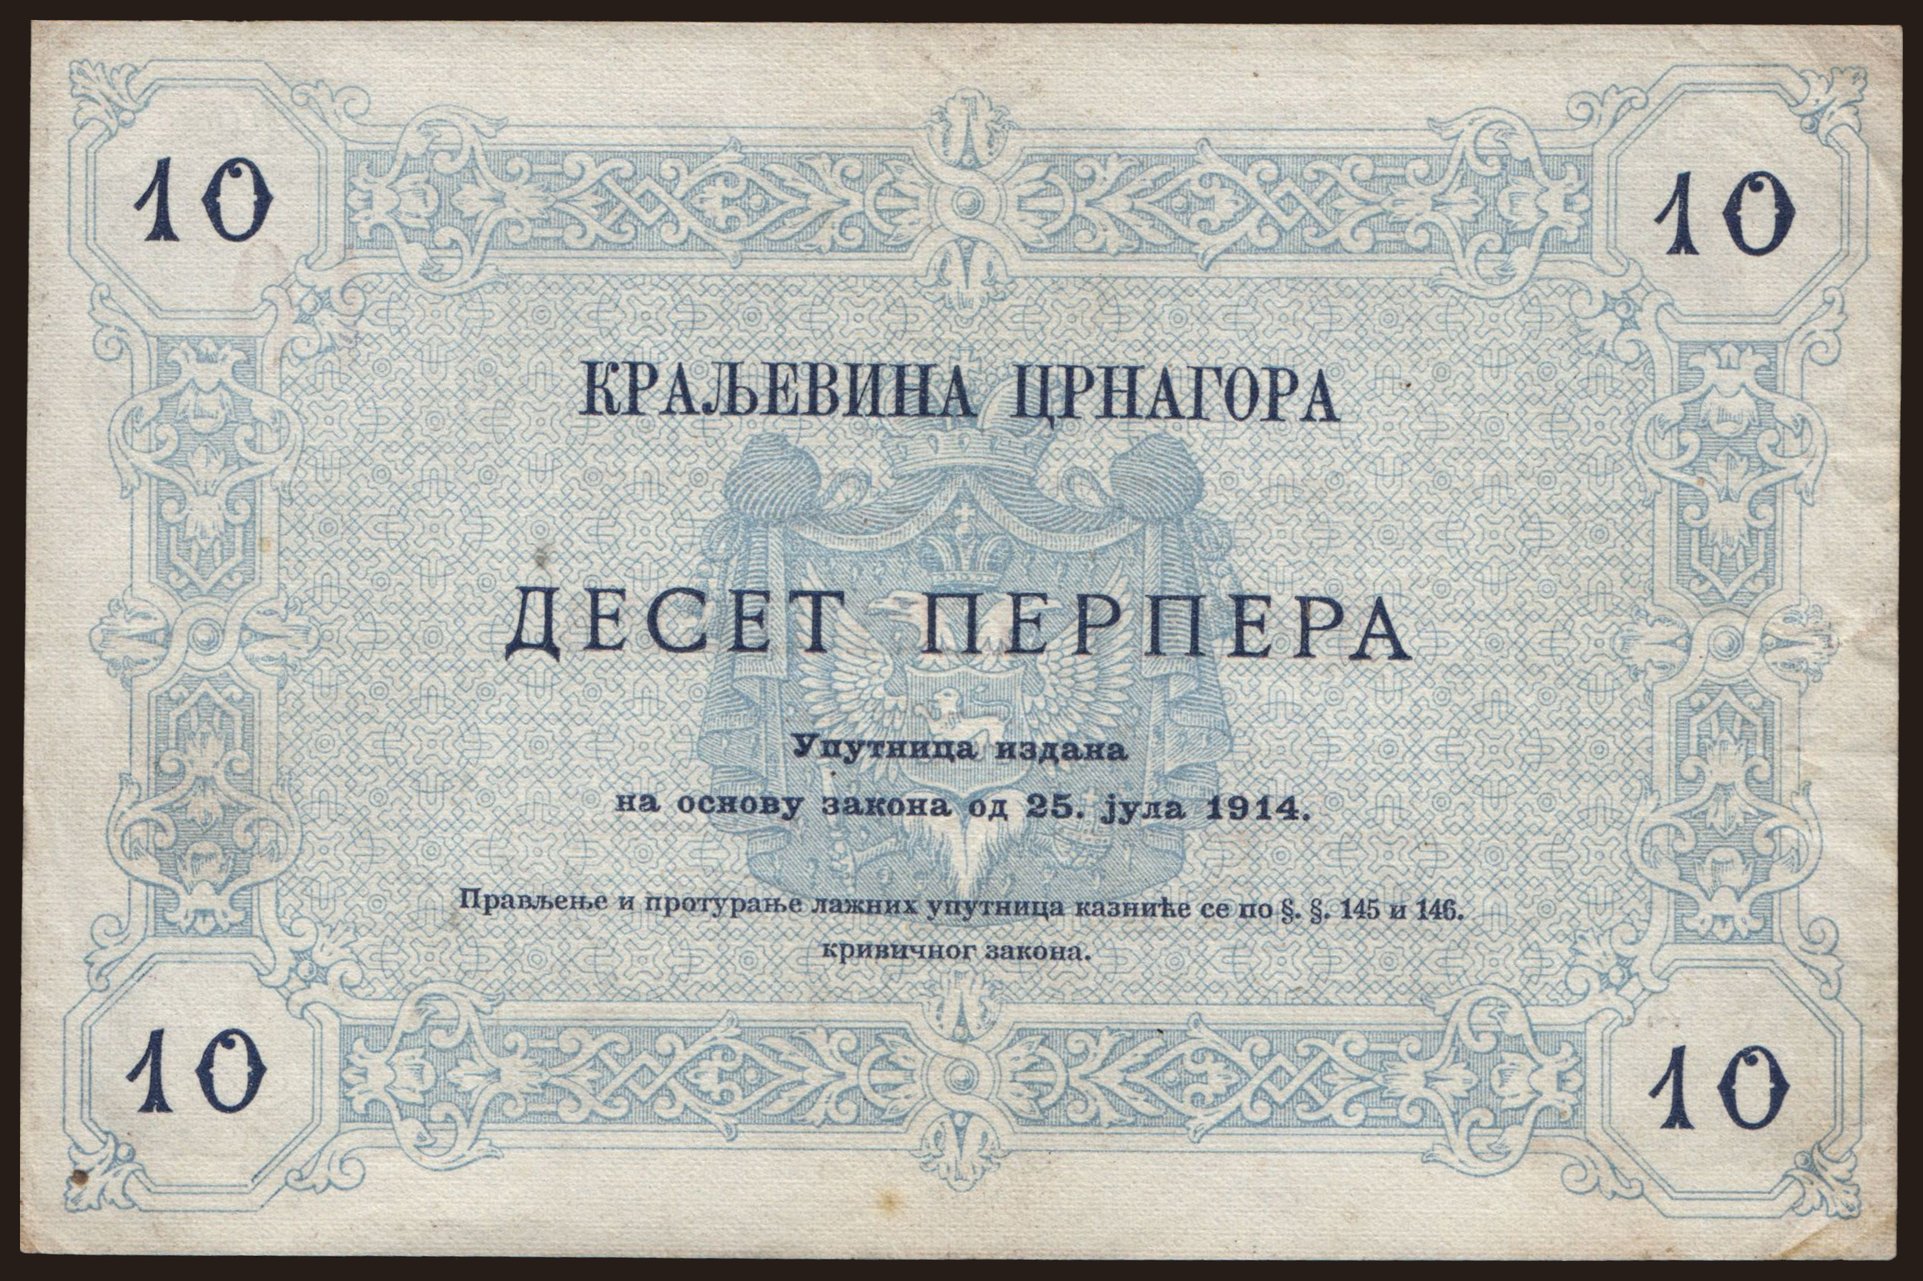 10 10
КРАЉЕВИНА ЦРНАГОРА
ДЕСЕТ ПЕРПЕРА
Упутница издана
на основу закона од 25. јула 1914.
Прављење и протурање лажних упутница казниће се по §. §. 145 и 146.
кривичног закона.
10 10